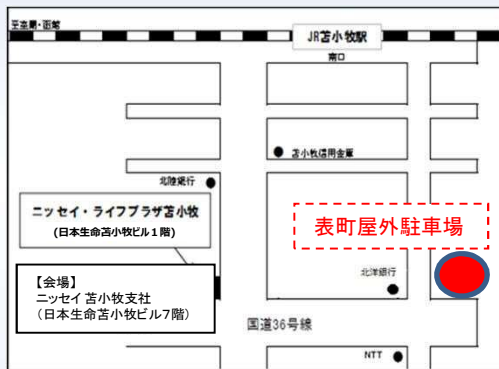 至室蘭・函館
JR苫小牧駅
南口
苫小牧信用金庫
北陸銀行
ニッセイ・ライフプラザ苫小牧
(日本生命苫小牧ビル1階)
表町屋外駐車場
【会場】
ニッセイ 苫小牧支社
（日本生命苫小牧ビル7階）
北洋銀行
国道36号線
NTT